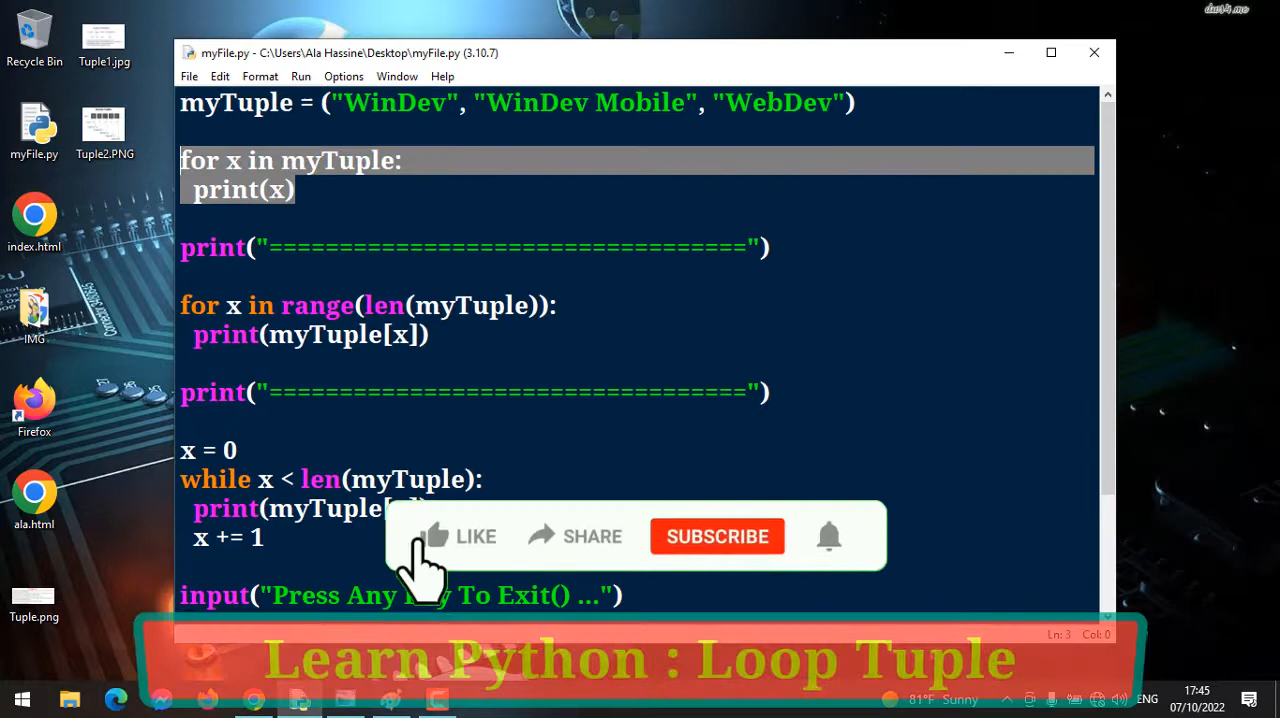 dwr4.me
Recycle Bin
Tuple1.jpg
myFile.py
Tuple2.PNG
index.html
IMG
Firefox
ala.html
Tuple.png
myFile.py - C:\Users\Ala Hassine\Desktop\myFile.py (3.10.7)
File Edit Format Run Options Window Help
myTuple = ("WinDev", "WinDev Mobile", "WebDev")
for x in myTuple:
print(x)
print("==================================")
for x in range(len(myTuple)):
print(myTuple[x])
print("==================================")
x = 0
while x < len(myTuple):
print(myTuple[
x += 1
LIKE SHARE SUBSCRIBE
input("Press Any To Exit() ...")
Ln: 3 Col: 0
Learn Python : Loop Tuple
81°F Sunny ENG 17:45
07/10/2022